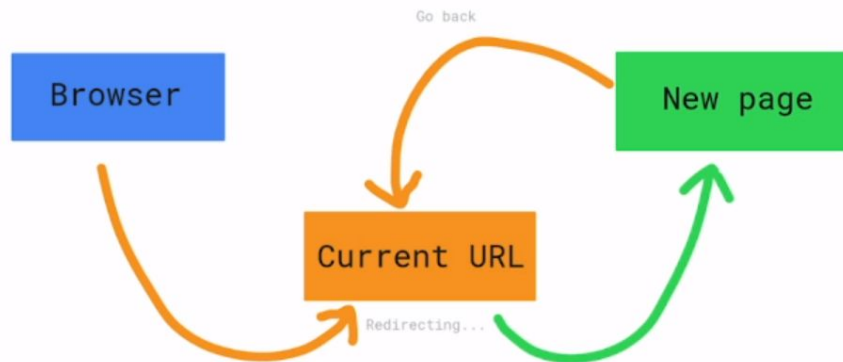 Go back
Browser
New page
Current URL
Redirecting...